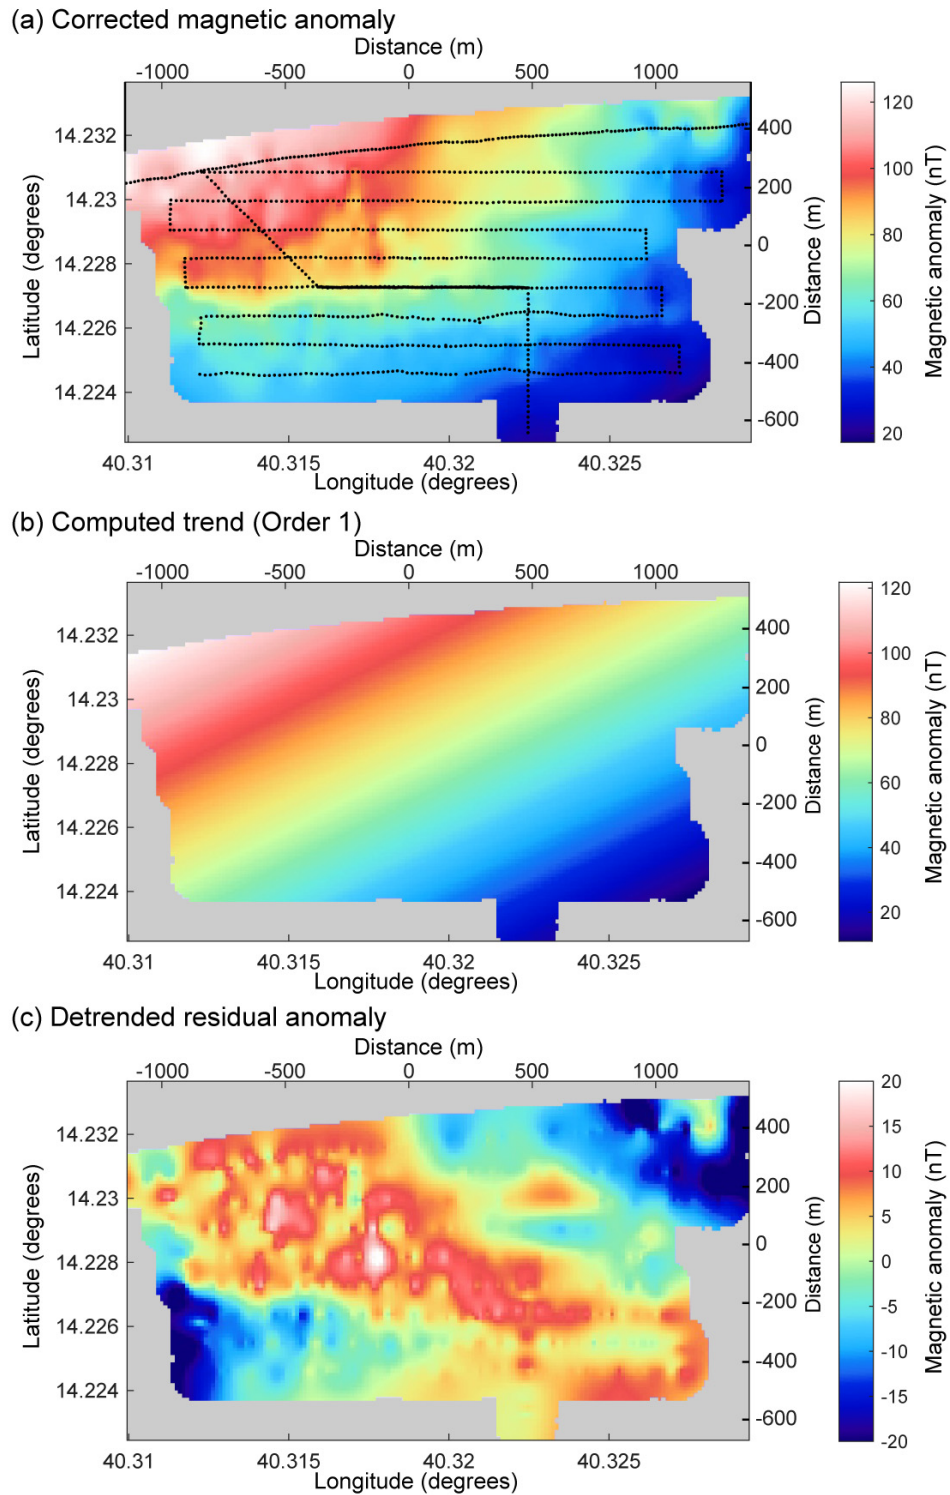 (a) Corrected magnetic anomaly
Distance (m)
-1000 -500 0 500 1000
14.232
14.23
14.228
14.226
14.224
Latitude (degrees)
400
200
0
-200
-400
-600
Distance (m)
120
100
80
60
40
20
Magnetic anomaly (nT)
40.31 40.315 40.32 40.325
Longitude (degrees)
(b) Computed trend (Order 1)
Distance (m)
-1000 -500 0 500 1000
14.232
14.23
14.228
14.226
14.224
Latitude (degrees)
400
200
0
-200
-400
-600
Distance (m)
120
100
80
60
40
20
Magnetic anomaly (nT)
40.31 40.315 40.32 40.325
Longitude (degrees)
(c) Detrended residual anomaly
Distance (m)
-1000 -500 0 500 1000
14.232
14.23
14.228
14.226
14.224
Latitude (degrees)
400
200
0
-200
-400
-600
Distance (m)
20
15
10
5
0
-5
-10
-15
-20
Magnetic anomaly (nT)
40.31 40.315 40.32 40.325
Longitude (degrees)